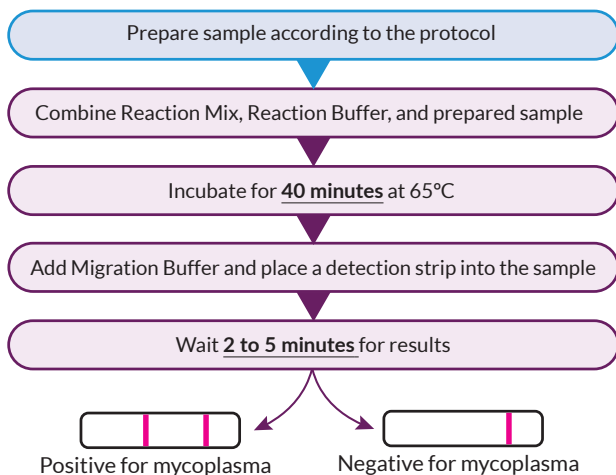 Prepare sample according to the protocol
Combine Reaction Mix, Reaction Buffer, and prepared sample
Incubate for 40 minutes at 65ºC
Add Migration Buffer and place a detection strip into the sample
Wait 2 to 5 minutes for results
Positive for mycoplasma
Negative for mycoplasma